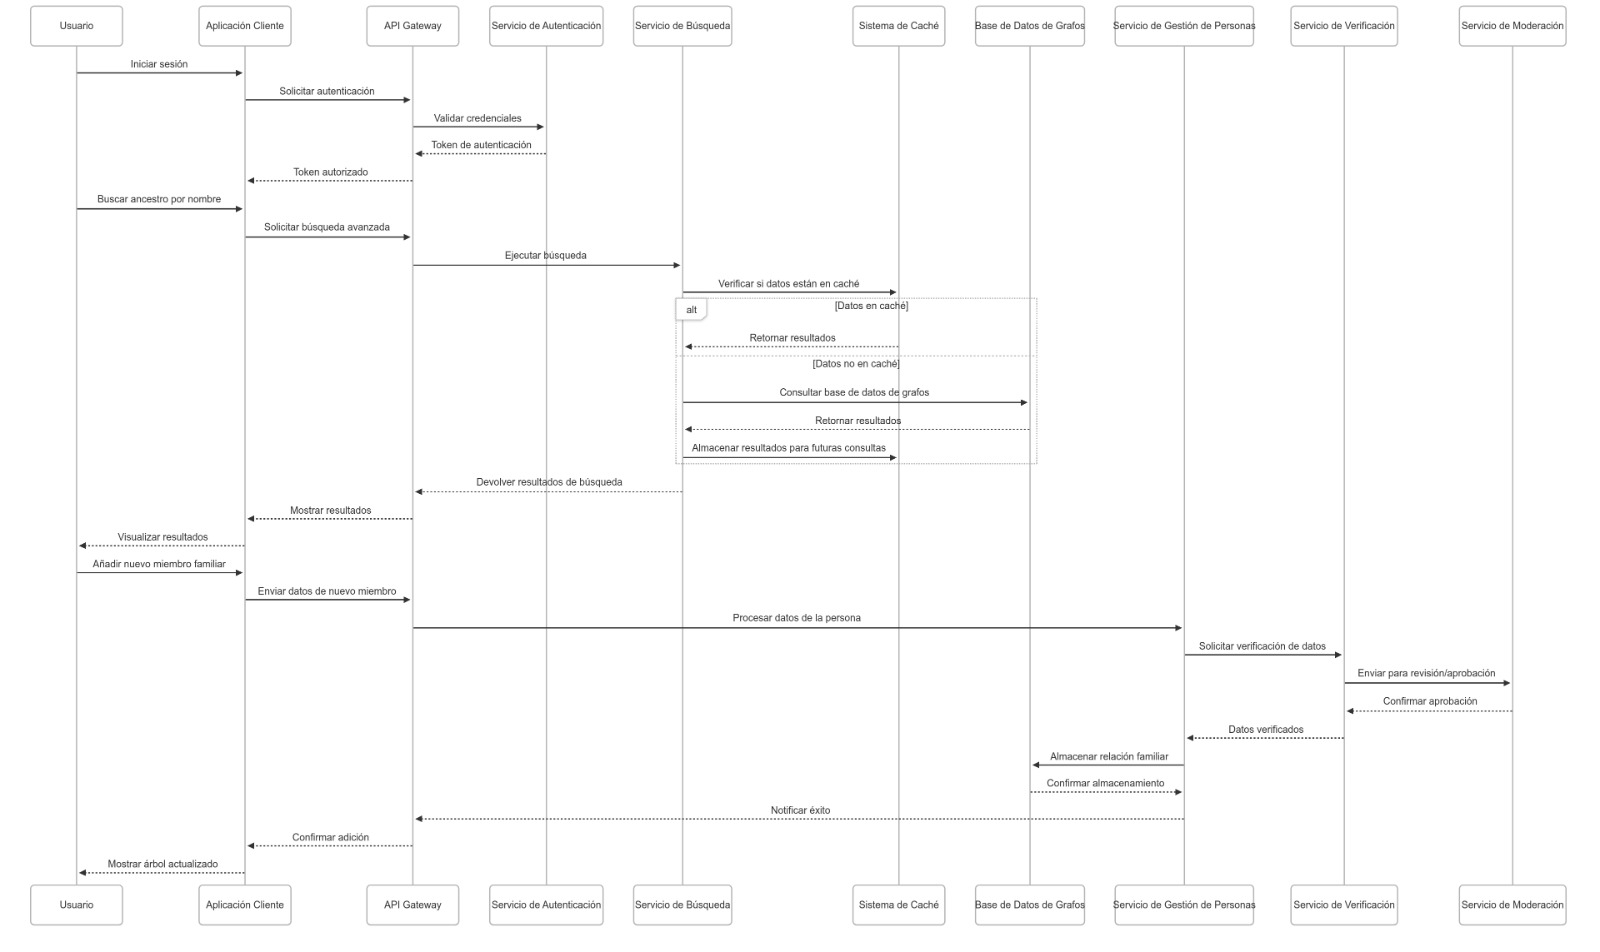 Usuario
Aplicación Cliente
API Gateway
Servicio de Autenticación
Servicio de Búsqueda
Sistema de Caché
Base de Datos de Grafos
Servicio de Gestión de Personas
Servicio de Verificación
Servicio de Moderación
Iniciar sesión
Solicitar autenticación
Validar credenciales
Token de autenticación
Token autorizado
Buscar ancestro por nombre
Solicitar búsqueda avanzada
Ejecutar búsqueda
Verificar si datos están en caché
alt
[Datos en caché]
Retornar resultados
[Datos no en caché]
Consultar base de datos de grafos
Retornar resultados
Almacenar resultados para futuras consultas
Devolver resultados de búsqueda
Mostrar resultados
Visualizar resultados
Añadir nuevo miembro familiar
Enviar datos de nuevo miembro
Procesar datos de la persona
Solicitar verificación de datos
Enviar para revisión/aprobación
Confirmar aprobación
Datos verificados
Almacenar relación familiar
Confirmar almacenamiento
Notificar éxito
Confirmar adición
Mostrar árbol actualizado
Usuario
Aplicación Cliente
API Gateway
Servicio de Autenticación
Servicio de Búsqueda
Sistema de Caché
Base de Datos de Grafos
Servicio de Gestión de Personas
Servicio de Verificación
Servicio de Moderación